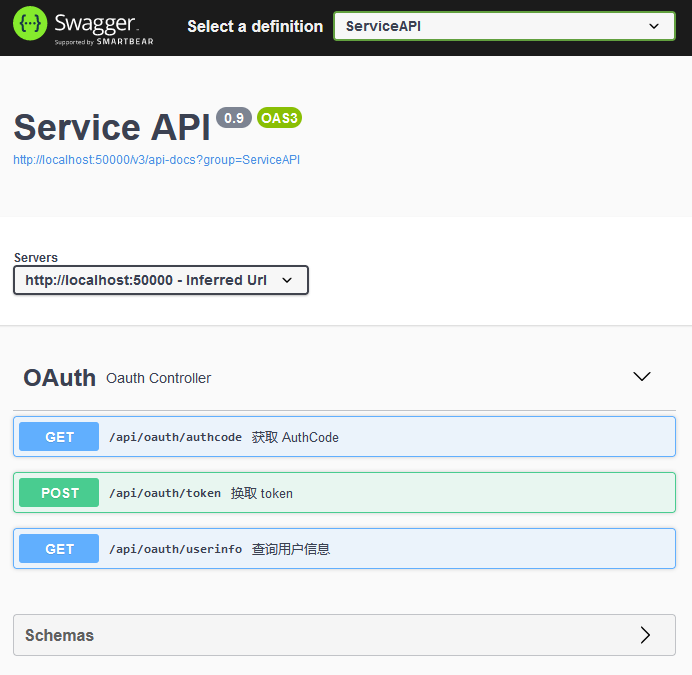 {···} Swagger.
Supported by SMARTBEAR
Select a definition
ServiceAPI
Service API 0.9 OAS3
http://localhost:50000/v3/api-docs?group=ServiceAPI
Servers
http://localhost:50000 - Inferred Url
OAuth Oauth Controller
GET /api/oauth/authcode 获取 AuthCode
POST /api/oauth/token 换取 token
GET /api/oauth/userinfo 查询用户信息
Schemas